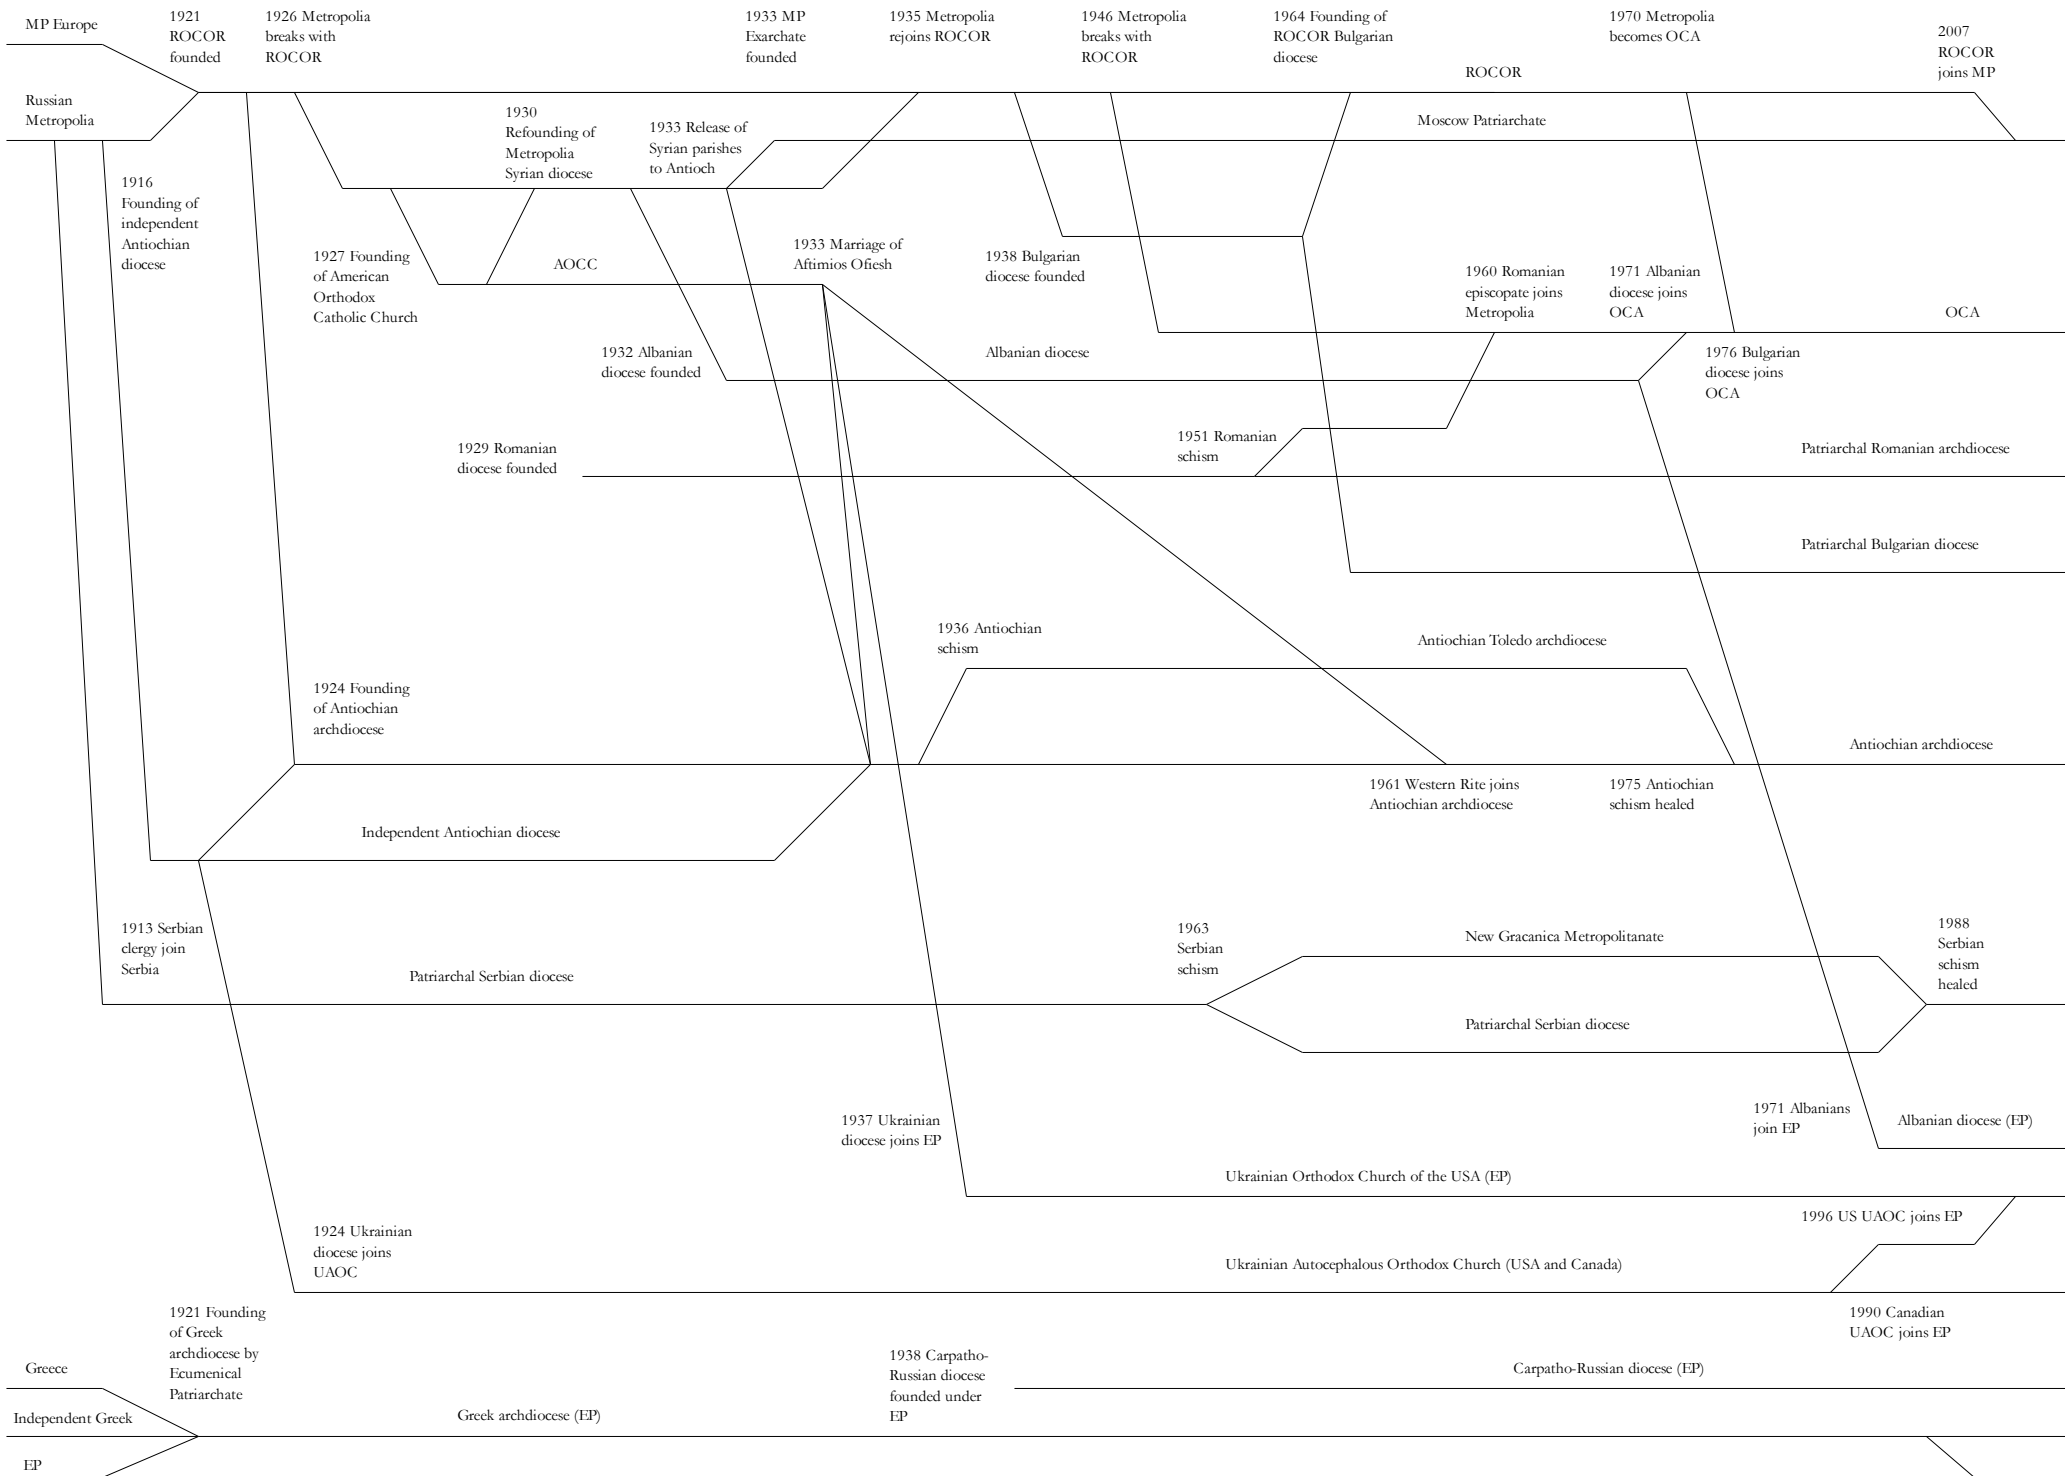 MP Europe
1921
ROCOR
founded
1926 Metropolia
breaks with
ROCOR
1933 MP
Exarchate
founded
1935 Metropolia
rejoins ROCOR
1946 Metropolia
breaks with
ROCOR
1964 Founding of
ROCOR Bulgarian
diocese
1970 Metropolia
becomes OCA
2007
ROCOR
joins MP
ROCOR
Russian
Metropolia
1930
Refounding of
Metropolia
Syrian diocese
1933 Release of
Syrian parishes
to Antioch
Moscow Patriarchate
1916
Founding of
independent
Antiochian
diocese
1927 Founding
of American
Orthodox
Catholic Church
AOCC
1933 Marriage of
Aftimios Ofiesh
1938 Bulgarian
diocese founded
1960 Romanian
episcopate joins
Metropolia
1971 Albanian
diocese joins
OCA
OCA
1932 Albanian
diocese founded
Albanian diocese
1976 Bulgarian
diocese joins
OCA
1929 Romanian
diocese founded
1951 Romanian
schism
Patriarchal Romanian archdiocese
Patriarchal Bulgarian diocese
1936 Antiochian
schism
Antiochian Toledo archdiocese
1924 Founding
of Antiochian
archdiocese
Antiochian archdiocese
1961 Western Rite joins
Antiochian archdiocese
1975 Antiochian
schism healed
Independent Antiochian diocese
1913 Serbian
clergy join
Serbia
Patriarchal Serbian diocese
1963
Serbian
schism
New Gracanica Metropolitanate
1988
Serbian
schism
healed
Patriarchal Serbian diocese
1937 Ukrainian
diocese joins EP
1971 Albanians
join EP
Albanian diocese (EP)
Ukrainian Orthodox Church of the USA (EP)
1996 US UAOC joins EP
1924 Ukrainian
diocese joins
UAOC
Ukrainian Autocephalous Orthodox Church (USA and Canada)
1990 Canadian
UAOC joins EP
1921 Founding
of Greek
archdiocese by
Ecumenical
Patriarchate
Greece
1938 Carpatho-
Russian diocese
founded under
EP
Carpatho-Russian diocese (EP)
Independent Greek
Greek archdiocese (EP)
EP